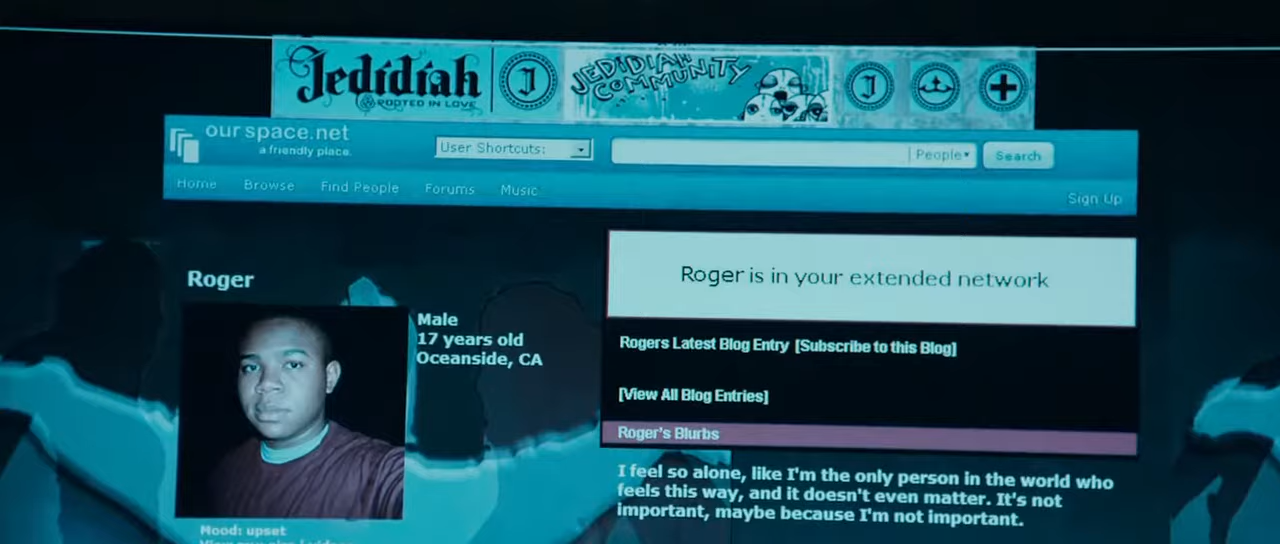 Jedidiah
ROOTED IN LOVE
J
JEDIDIAH
COMMUNITY
J
our space.net
a friendly place.
User Shortcuts:
People
Search
Home
Browse
Find People
Forums
Music
Sign Up
Roger
Male
17 years old
Oceanside, CA
Mood: upset
Roger is in your extended network
Rogers Latest Blog Entry [Subscribe to this Blog]
[View All Blog Entries]
Roger's Blurbs
I feel so alone, like I'm the only person in the world who
feels this way, and it doesn't even matter. It's not
important, maybe because I'm not important.